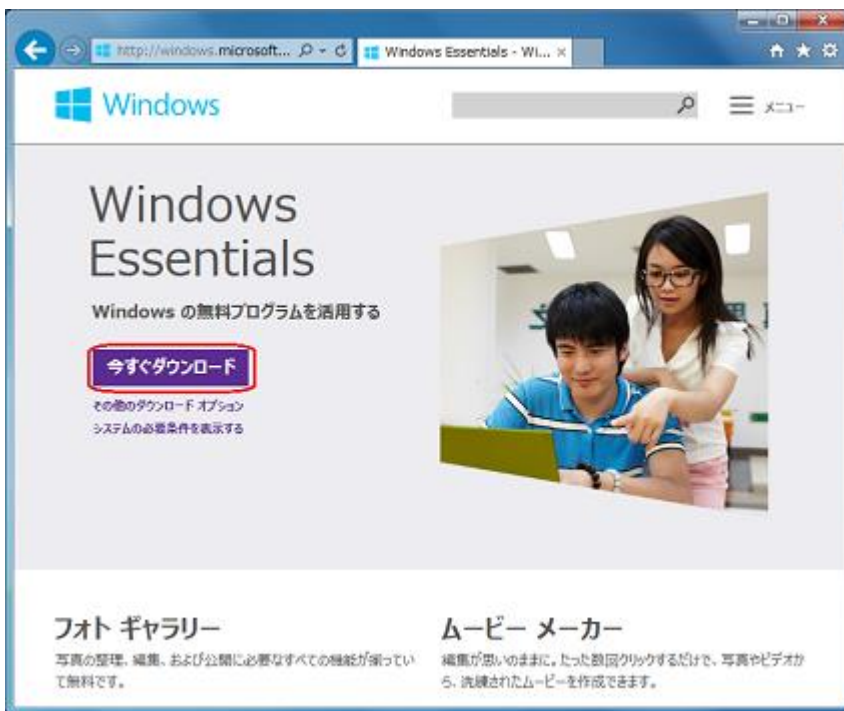 http://windows.microsoft...
Windows Essentials - Wi...
Windows
メニュー
Windows
Essentials
Windows の無料プログラムを活用する
今すぐダウンロード
その他のダウンロード オプション
システムの必要条件を表示する
フォト ギャラリー
写真の整理、編集、および公開に必要なすべての機能が揃ってい
て無料です。
ムービー メーカー
編集が思いのままに。たった数回クリックするだけで、写真やビデオか
ら、洗練されたムービーを作成できます。